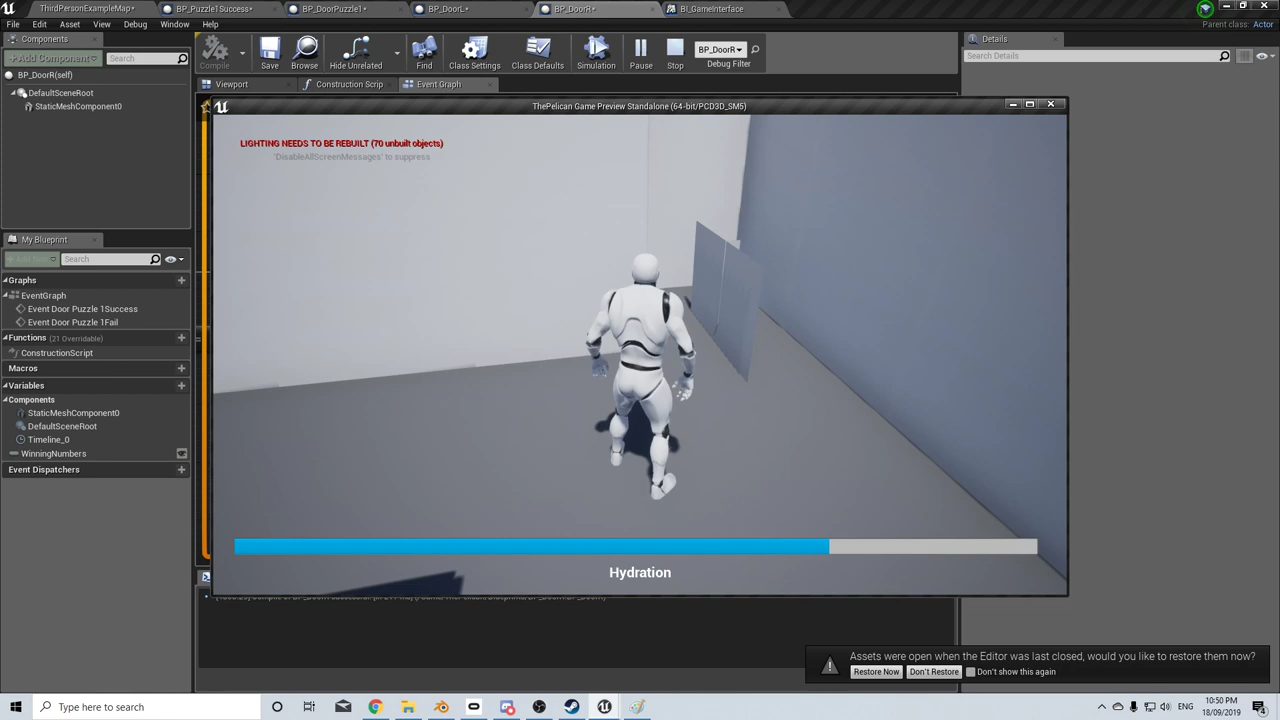 ThirdPersonExampleMap*
BP_Puzzle1Success*
BP_DoorPuzzle1*
BP_DoorL*
BP_DoorR*
BI_GameInterface
File
Edit
Asset
View
Debug
Window
Help
Parent class: Actor
Components
Add Component
Search
BP_DoorR(self)
DefaultSceneRoot
StaticMeshComponent0
Compile
Save
Browse
Hide Unrelated
Find
Class Settings
Class Defaults
Simulation
Pause
Stop
BP_DoorR
Debug Filter
Details
Search Details
Viewport
Construction Scrip
Event Graph
ThePelican Game Preview Standalone (64-bit/PCD3D_SM5)
LIGHTING NEEDS TO BE REBUILT (70 unbuilt objects)
'DisableAllScreenMessages' to suppress
My Blueprint
Add New
Search
Graphs
EventGraph
Event Door Puzzle 1Success
Event Door Puzzle 1Fail
Functions (21 Overridable)
ConstructionScript
Macros
Variables
Components
StaticMeshComponent0
DefaultSceneRoot
Timeline_0
WinningNumbers
Event Dispatchers
Hydration
Assets were open when the Editor was last closed, would you like to restore them now?
Restore Now
Don't Restore
Don't show this again
Type here to search
ENG
10:50 PM
18/09/2019